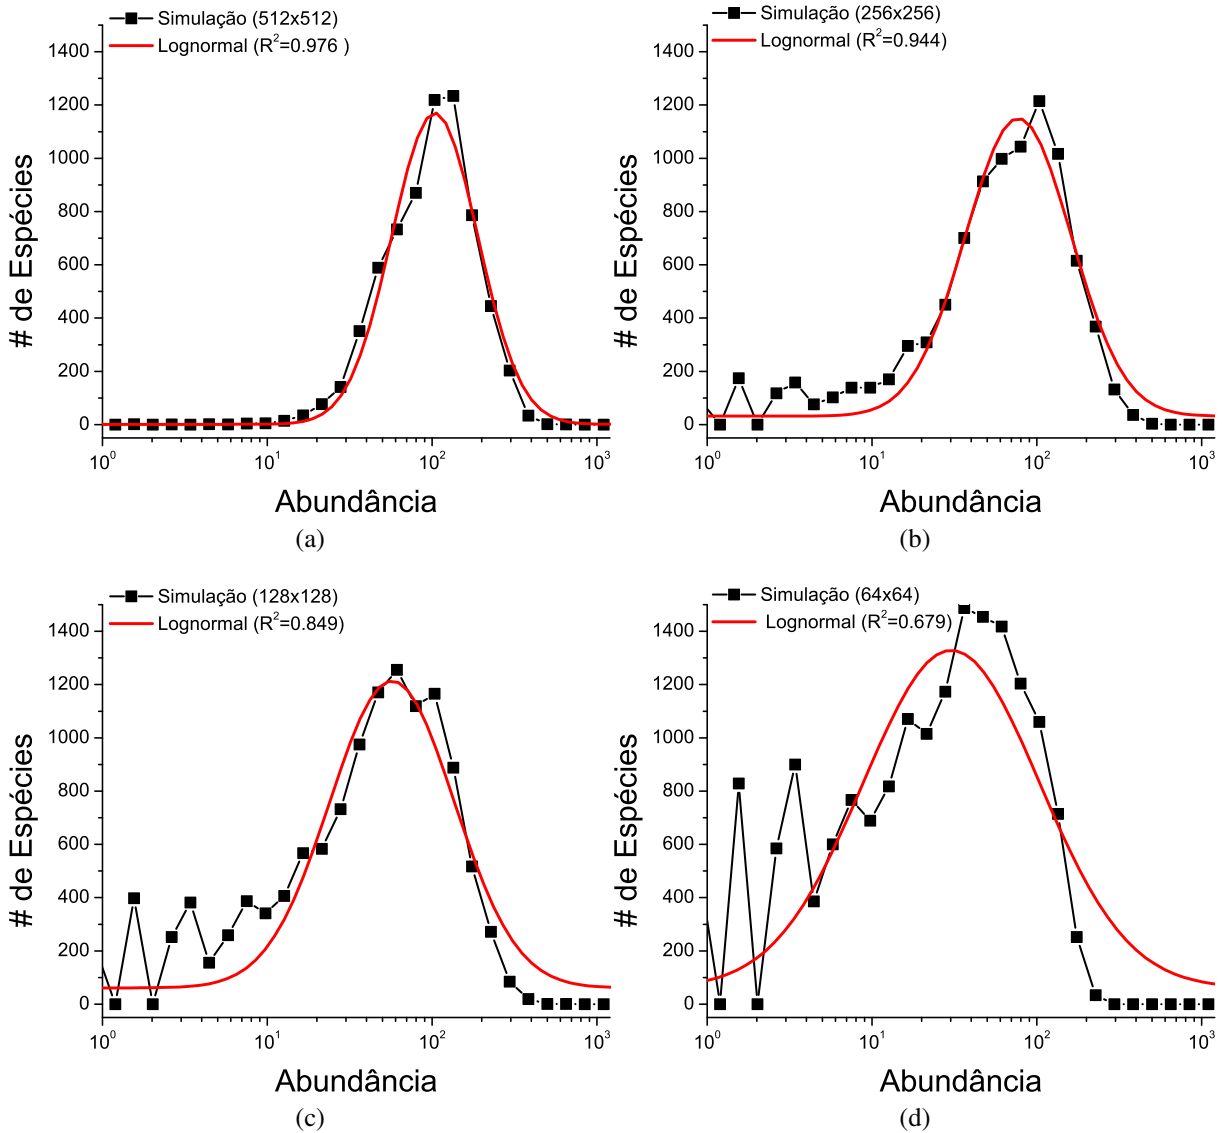 Simulação (512x512)
Lognormal (R²=0.976 )
1400
1200
1000
800
600
400
200
0
# de Espécies
10⁰ 10¹ 10² 10³
Abundância
(a)
Simulação (256x256)
Lognormal (R²=0.944)
1400
1200
1000
800
600
400
200
0
# de Espécies
10⁰ 10¹ 10² 10³
Abundância
(b)
Simulação (128x128)
Lognormal (R²=0.849)
1400
1200
1000
800
600
400
200
0
# de Espécies
10⁰ 10¹ 10² 10³
Abundância
(c)
Simulação (64x64)
Lognormal (R²=0.679)
1400
1200
1000
800
600
400
200
0
# de Espécies
10⁰ 10¹ 10² 10³
Abundância
(d)